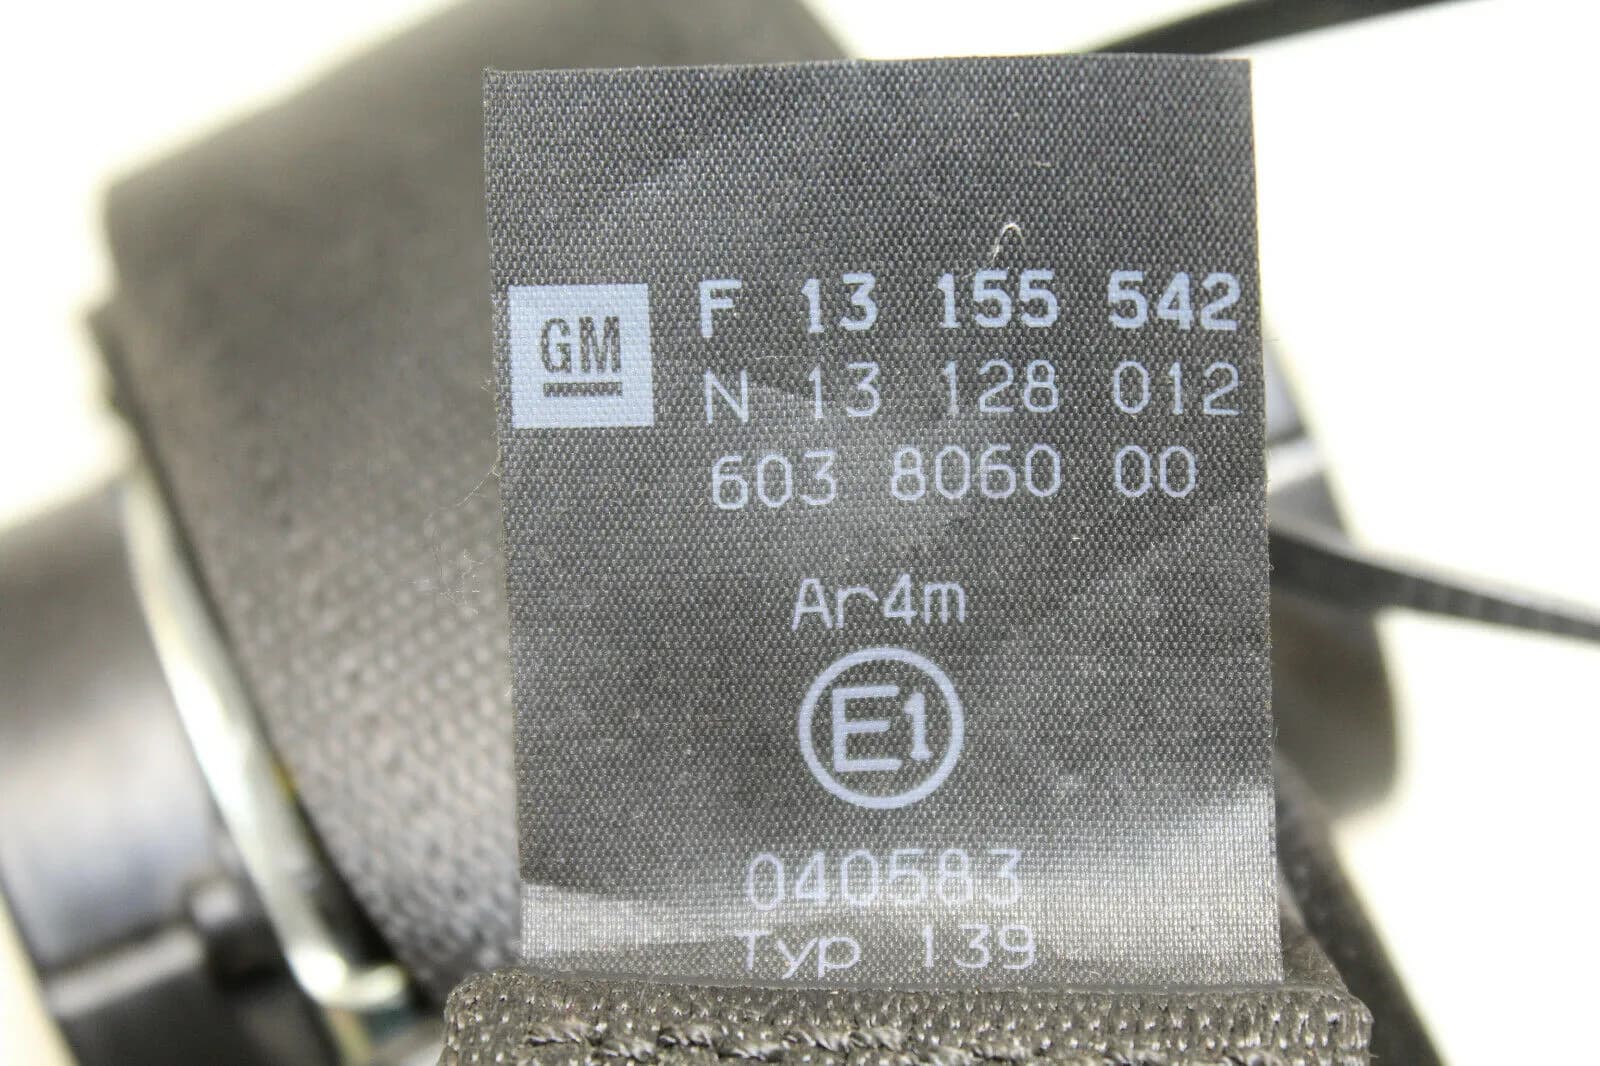 GM
F 13 155 542
N 13 128 012
603 8060 00
Ar4m
E1
040583
Typ 139